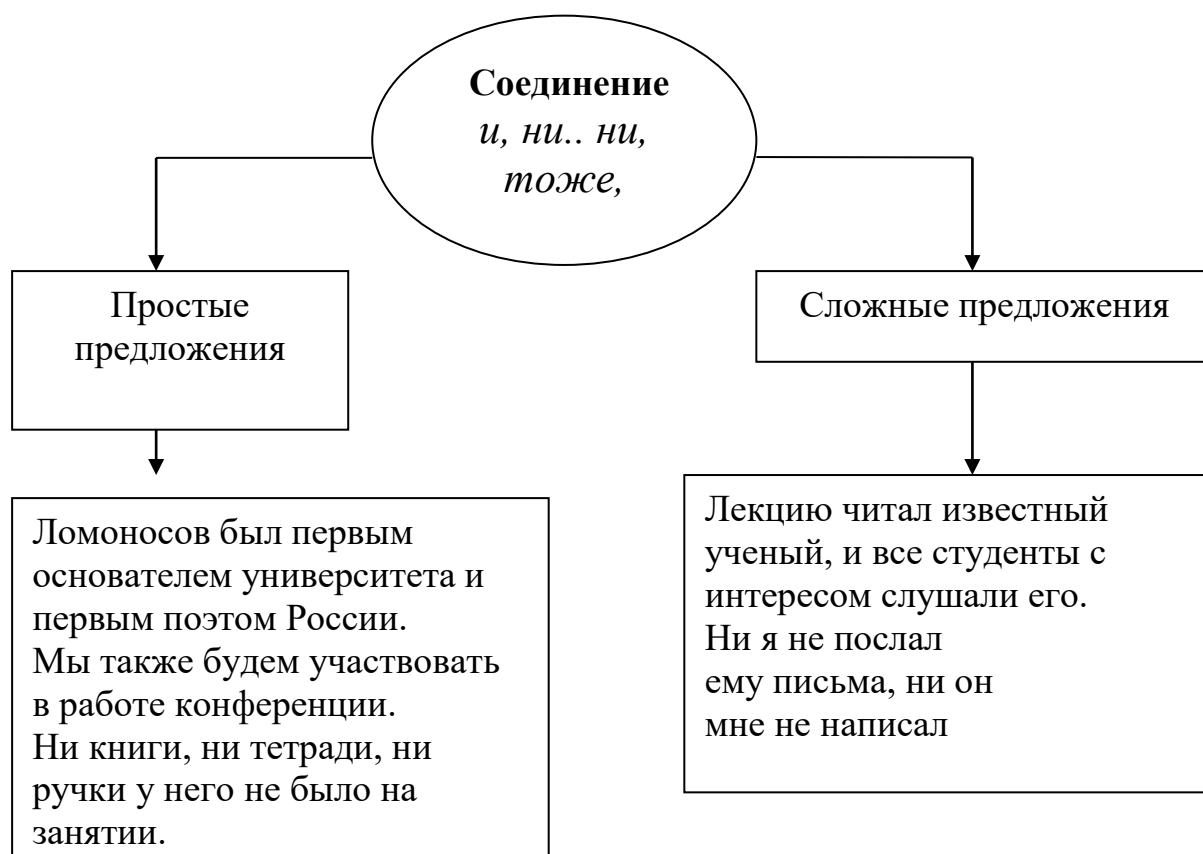 Соединение
и, ни.. ни,
тоже,
Простые
предложения
Сложные предложения
Ломоносов был первым
основателем университета и
первым поэтом России.
Мы также будем участвовать
в работе конференции.
Ни книги, ни тетради, ни
ручки у него не было на
занятии.
Лекцию читал известный
ученый, и все студенты с
интересом слушали его.
Ни я не послал
ему письма, ни он
мне не написал